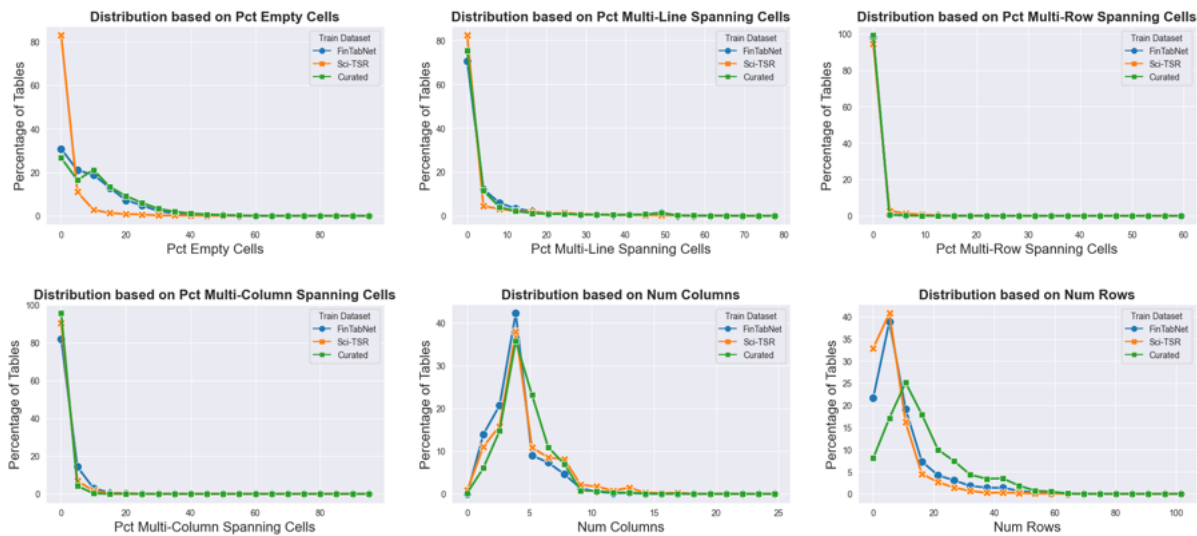 Distribution based on Pct Empty Cells
Percentage of Tables
80
60
40
20
0
Train Dataset
FinTabNet
Sci-TSR
Curated
0 20 40 60 80
Pct Empty Cells
Distribution based on Pct Multi-Line Spanning Cells
Percentage of Tables
80
60
40
20
0
Train Dataset
FinTabNet
Sci-TSR
Curated
0 10 20 30 40 50 60 70 80
Pct Multi-Line Spanning Cells
Distribution based on Pct Multi-Row Spanning Cells
Percentage of Tables
100
80
60
40
20
0
Train Dataset
FinTabNet
Sci-TSR
Curated
0 10 20 30 40 50 60
Pct Multi-Row Spanning Cells
Distribution based on Pct Multi-Column Spanning Cells
Percentage of Tables
100
80
60
40
20
0
Train Dataset
FinTabNet
Sci-TSR
Curated
0 20 40 60 80
Pct Multi-Column Spanning Cells
Distribution based on Num Columns
Percentage of Tables
40
30
20
10
0
Train Dataset
FinTabNet
Sci-TSR
Curated
0 5 10 15 20 25
Num Columns
Distribution based on Num Rows
Percentage of Tables
40
35
30
25
20
15
10
5
0
Train Dataset
FinTabNet
Sci-TSR
Curated
0 20 40 60 80 100
Num Rows